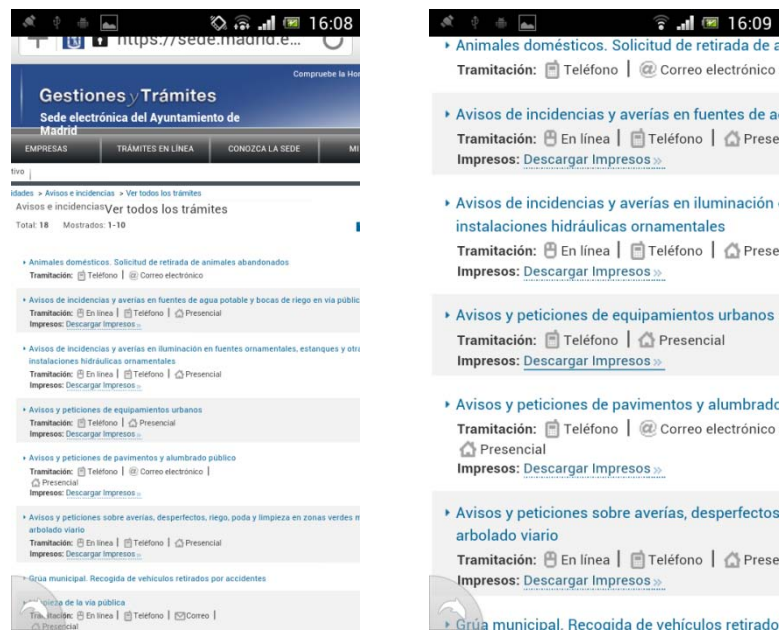 16:08
https://sede.madrid.e...
Compruebe la Hor
Gestiones y Trámites
Sede electrónica del Ayuntamiento de
Madrid
EMPRESAS TRÁMITES EN LÍNEA CONOZCA LA SEDE MI
tivo
idades > Avisos e incidencias > Ver todos los trámites
Avisos e incidencias Ver todos los trámites
Total: 18 Mostrados: 1-10
Animales domésticos. Solicitud de retirada de animales abandonados
Tramitación: Teléfono | @ Correo electrónico
Avisos de incidencias y averías en fuentes de agua potable y bocas de riego en vía públic
Tramitación: En línea | Teléfono | Presencial
Impresos: Descargar Impresos »
Avisos de incidencias y averías en iluminación en fuentes ornamentales, estanques y otra
instalaciones hidráulicas ornamentales
Tramitación: En línea | Teléfono | Presencial
Impresos: Descargar Impresos »
Avisos y peticiones de equipamientos urbanos
Tramitación: Teléfono | Presencial
Impresos: Descargar Impresos »
Avisos y peticiones de pavimentos y alumbrado público
Tramitación: Teléfono | @ Correo electrónico |
Presencial
Impresos: Descargar Impresos »
Avisos y peticiones sobre averías, desperfectos, riego, poda y limpieza en zonas verdes
arbolado viario
Tramitación: En línea | Teléfono | Presencial
Impresos: Descargar Impresos »
Grúa municipal. Recogida de vehículos retirados por accidentes
de la vía pública
En línea | Teléfono | Correo |
Presencial
16:09
Animales domésticos. Solicitud de retirada de a
Tramitación: Teléfono | @ Correo electrónico
Avisos de incidencias y averías en fuentes de a
Tramitación: En línea | Teléfono | Prese
Impresos: Descargar Impresos »
Avisos de incidencias y averías en iluminación
instalaciones hidráulicas ornamentales
Tramitación: En línea | Teléfono | Prese
Impresos: Descargar Impresos »
Avisos y peticiones de equipamientos urbanos
Tramitación: Teléfono | Presencial
Impresos: Descargar Impresos »
Avisos y peticiones de pavimentos y alumbrado
Tramitación: Teléfono | @ Correo electrónico
Presencial
Impresos: Descargar Impresos »
Avisos y peticiones sobre averías, desperfectos
arbolado viario
Tramitación: En línea | Teléfono | Prese
Impresos: Descargar Impresos »
Grúa municipal. Recogida de vehículos retirado